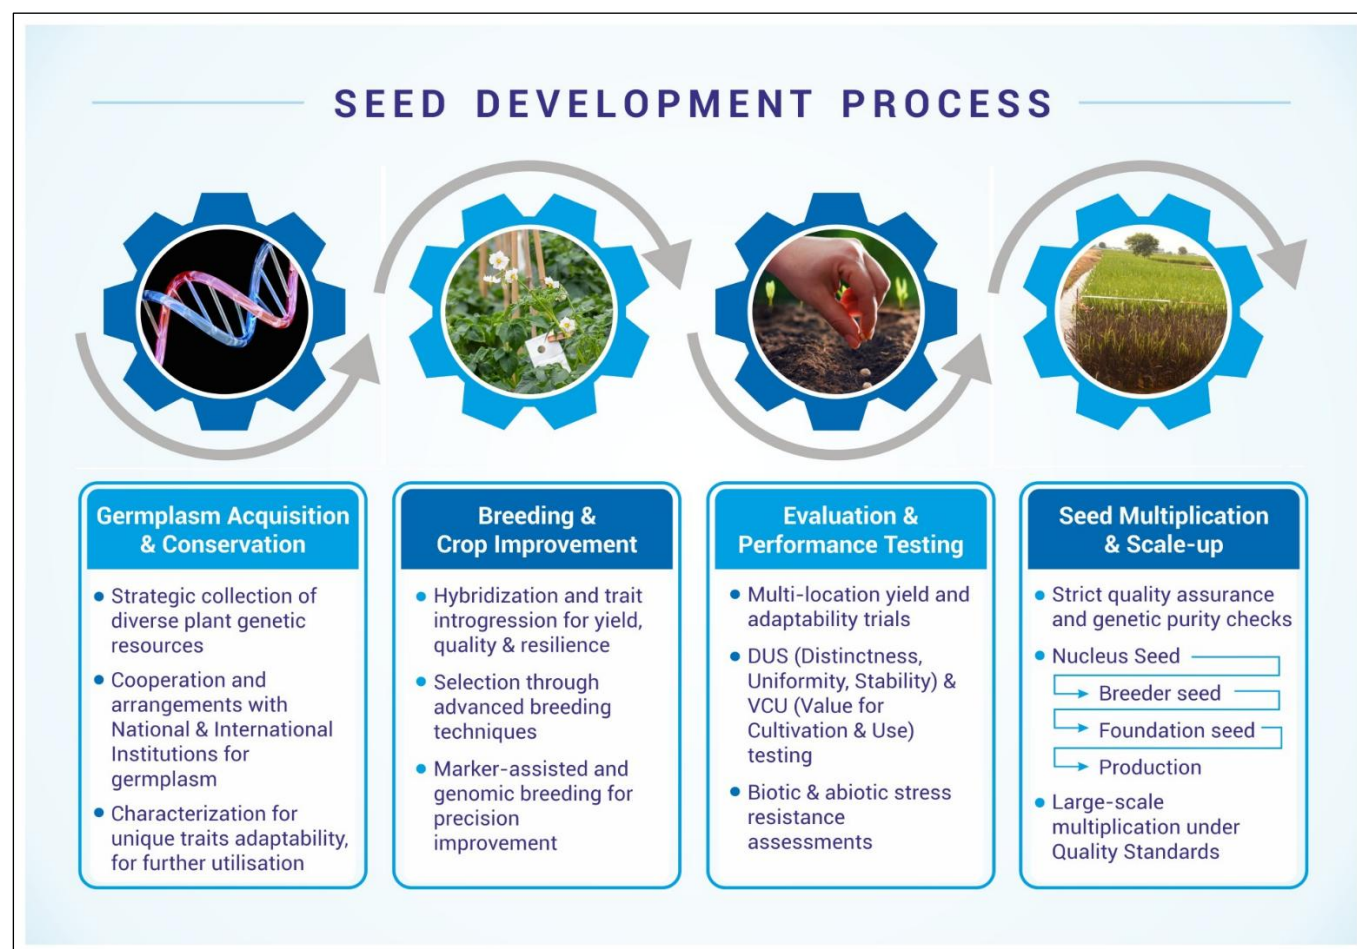 SEED DEVELOPMENT PROCESS
Germplasm Acquisition
& Conservation
• Strategic collection of
diverse plant genetic
resources
• Cooperation and
arrangements with
National & International
Institutions for
germplasm
• Characterization for
unique traits adaptability,
for further utilisation
Breeding &
Crop Improvement
• Hybridization and trait
introgression for yield,
quality & resilience
• Selection through
advanced breeding
techniques
• Marker-assisted and
genomic breeding for
precision
improvement
Evaluation &
Performance Testing
• Multi-location yield and
adaptability trials
• DUS (Distinctness,
Uniformity, Stability) &
VCU (Value for
Cultivation & Use)
testing
• Biotic & abiotic stress
resistance
assessments
Seed Multiplication
& Scale-up
• Strict quality assurance
and genetic purity checks
• Nucleus Seed
Breeder seed
Foundation seed
Production
• Large-scale
multiplication under
Quality Standards